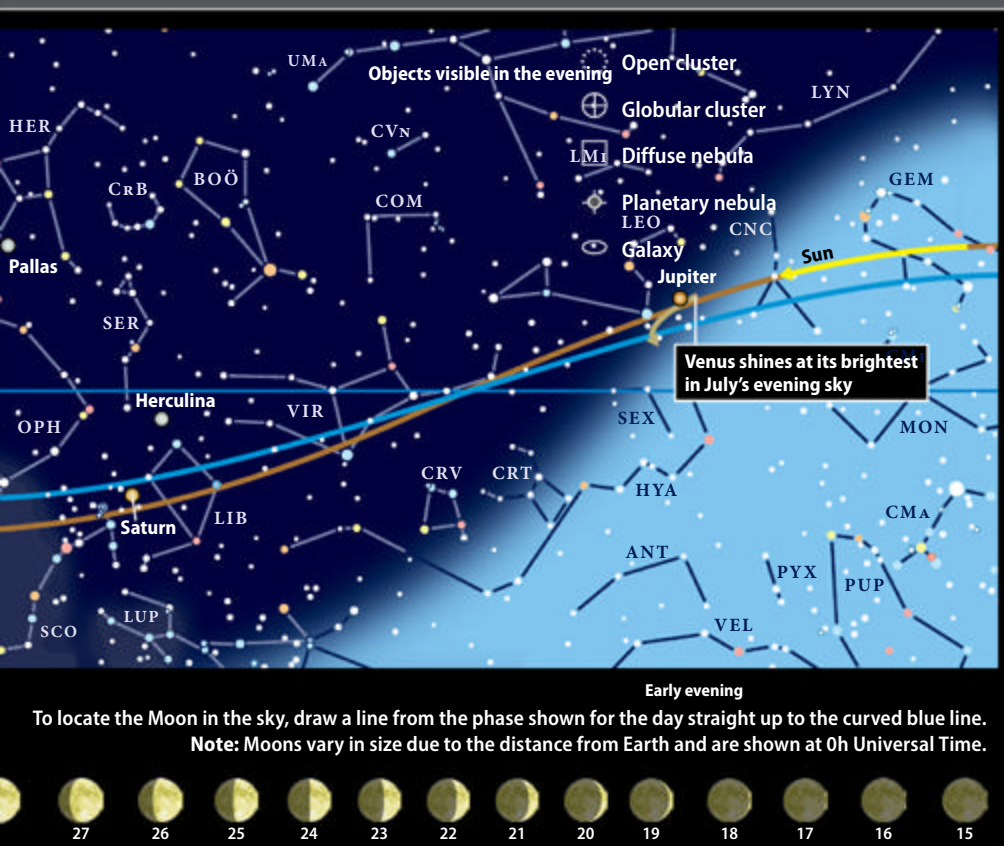 UMA
Objects visible in the evening
Open cluster
LYN
Globular cluster
HER
CVN
LMI
Diffuse nebula
BOÖ
CRB
GEM
COM
Planetary nebula
LEO
CNC
Galaxy
Sun
Pallas
Jupiter
SER
Venus shines at its brightest
in July's evening sky
CMI
Herculina
VIR
SEX
OPH
MON
CRV
CRT
HYA
CMA
Saturn
LIB
ANT
PYX
PUP
LUP
SCO
VEL
Early evening
To locate the Moon in the sky, draw a line from the phase shown for the day straight up to the curved blue line.
Note: Moons vary in size due to the distance from Earth and are shown at 0h Universal Time.
27 26 25 24 23 22 21 20 19 18 17 16 15